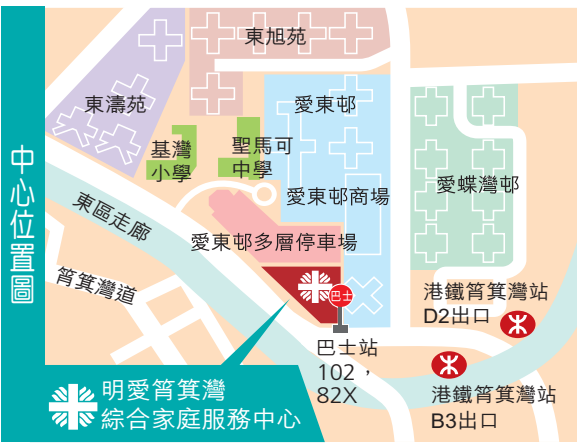 中心位置圖
東旭苑
東濤苑
愛東邨
基灣
小學
聖馬可
中學
愛蝶灣邨
愛東邨商場
東區走廊
愛東邨多層停車場
筲箕灣道
巴士
港鐵筲箕灣站
D2出口
巴士站
102，
82X
港鐵筲箕灣站
B3出口
明愛筲箕灣
綜合家庭服務中心